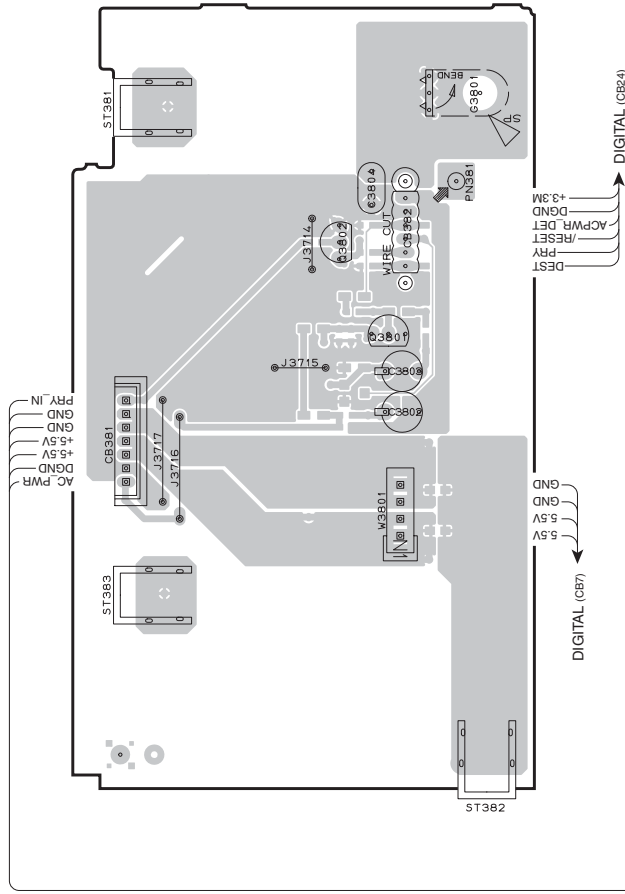 ST381
BEND
G3801
DIGITAL (CB24)
C3804
PN381
+3.3M
DGND
ACPWR_DET
/RESET
PRY
DEST
WIRE CUT
CB382
J3714
Q3802
Q3801
J3715
C3803
C3802
PRY_IN
GND
GND
+5.5V
+5.5V
DGND
AC_PWR
CB381
J3717
J3716
W3801
GND
GND
5.5V
5.5V
DIGITAL (CB7)
ST383
ST382